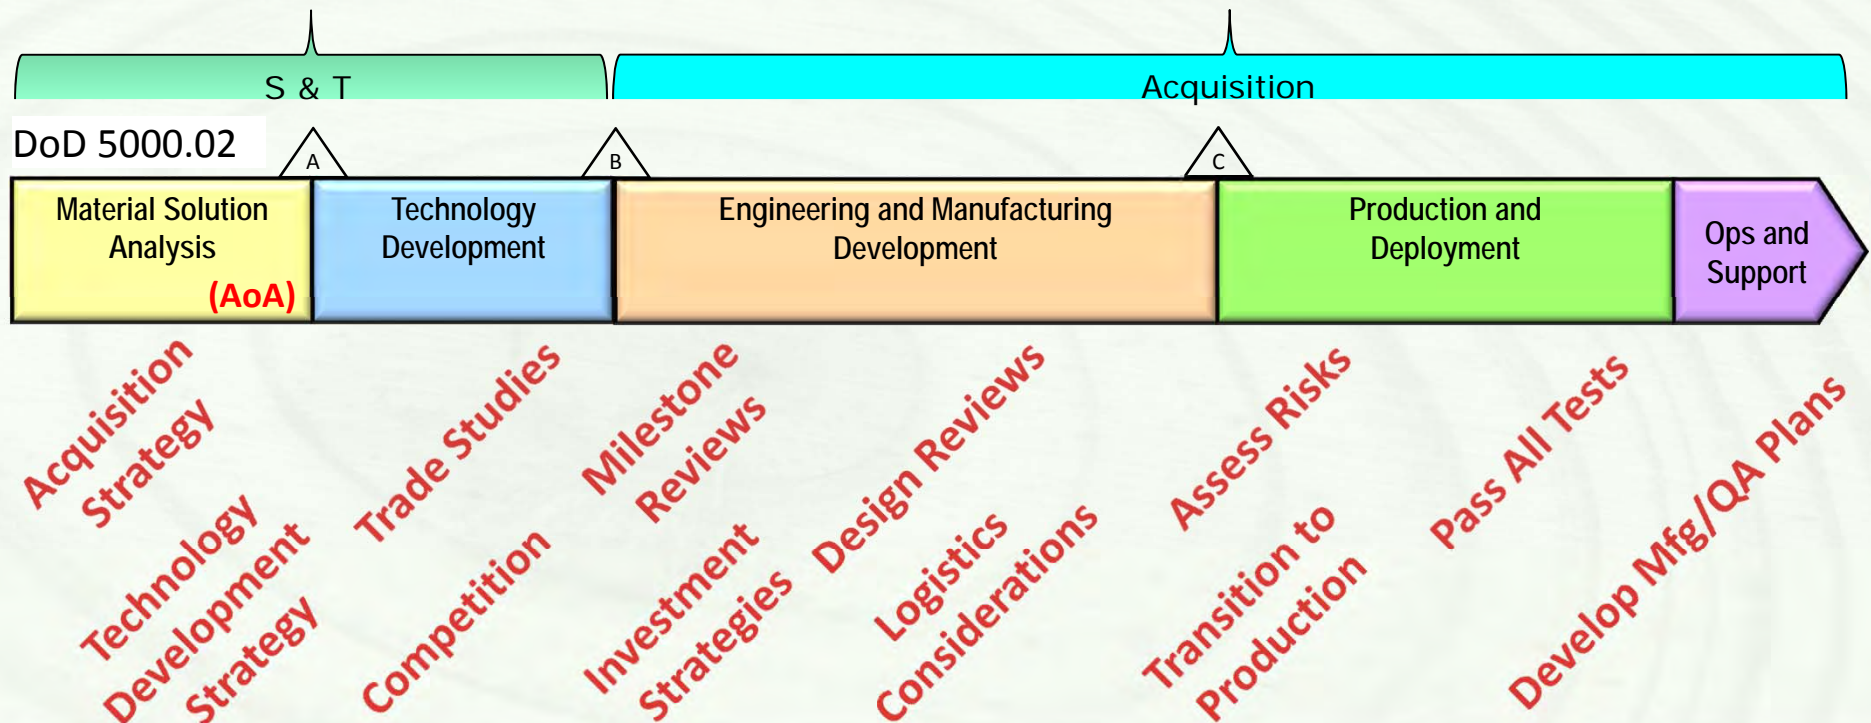 S & T
Acquisition
DoD 5000.02
A
B
C
Material Solution
Analysis
(AoA)
Technology
Development
Engineering and Manufacturing
Development
Production and
Deployment
Ops and
Support
Acquisition
Strategy
Technology
Development
Strategy
Trade Studies
Competition
Milestone
Reviews
Investment
Strategies
Design Reviews
Logistics
Considerations
Assess Risks
Transition to
Production
Pass All Tests
Develop Mfg/QA Plans